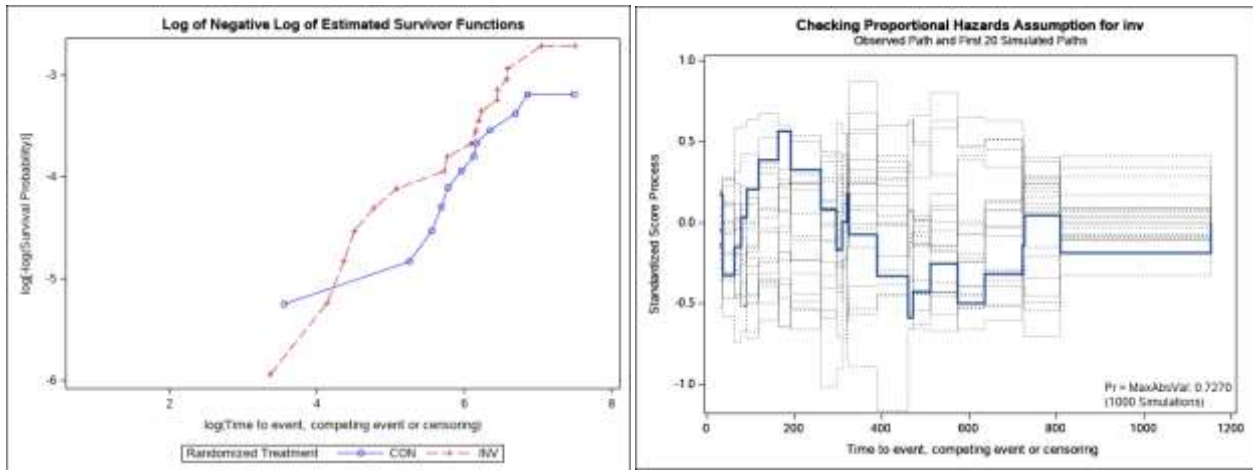 Log of Negative Log of Estimated Survivor Functions
log[-log(Survival Probability)]
-3
-4
-5
-6
2
4
6
8
log(Time to event, competing event or censoring)
Randomized Treatment
CON
INV
Checking Proportional Hazards Assumption for inv
Observed Path and First 20 Simulated Paths
Standardized Score Process
1.0
0.5
0.0
-0.5
-1.0
Pr > MaxAbsVal: 0.7270
(1000 Simulations)
0
200
400
600
800
1000
1200
Time to event, competing event or censoring